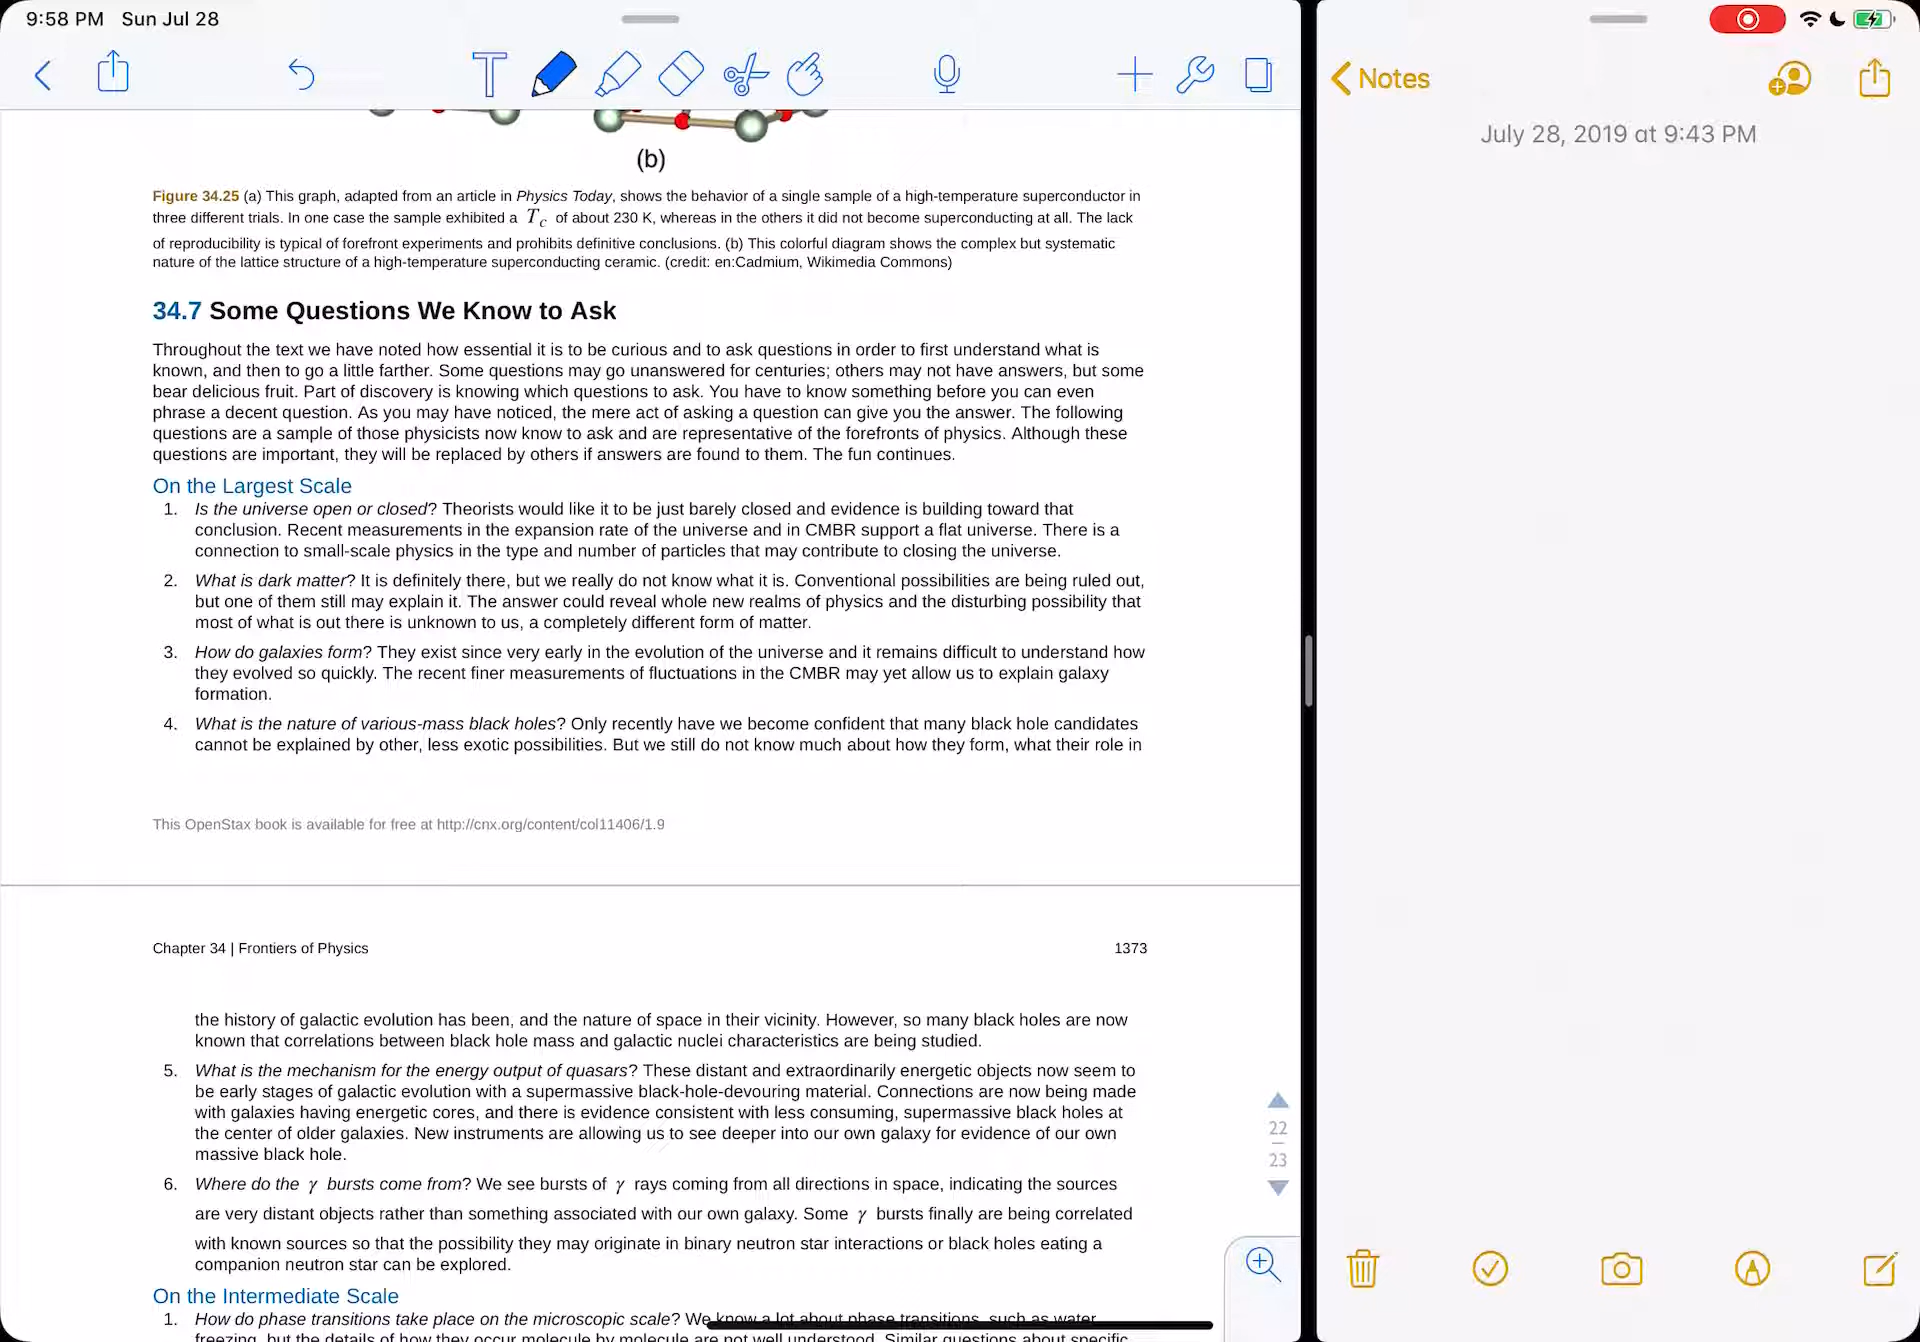 9:58 PM Sun Jul 28
Notes
July 28, 2019 at 9:43 PM
(b)
Figure 34.25 (a) This graph, adapted from an article in Physics Today, shows the behavior of a single sample of a high-temperature superconductor in
three different trials. In one case the sample exhibited a Tc of about 230 K, whereas in the others it did not become superconducting at all. The lack
of reproducibility is typical of forefront experiments and prohibits definitive conclusions. (b) This colorful diagram shows the complex but systematic
nature of the lattice structure of a high-temperature superconducting ceramic. (credit: en:Cadmium, Wikimedia Commons)
34.7 Some Questions We Know to Ask
Throughout the text we have noted how essential it is to be curious and to ask questions in order to first understand what is
known, and then to go a little farther. Some questions may go unanswered for centuries; others may not have answers, but some
bear delicious fruit. Part of discovery is knowing which questions to ask. You have to know something before you can even
phrase a decent question. As you may have noticed, the mere act of asking a question can give you the answer. The following
questions are a sample of those physicists now know to ask and are representative of the forefronts of physics. Although these
questions are important, they will be replaced by others if answers are found to them. The fun continues.
On the Largest Scale
1. Is the universe open or closed? Theorists would like it to be just barely closed and evidence is building toward that
conclusion. Recent measurements in the expansion rate of the universe and in CMBR support a flat universe. There is a
connection to small-scale physics in the type and number of particles that may contribute to closing the universe.
2. What is dark matter? It is definitely there, but we really do not know what it is. Conventional possibilities are being ruled out,
but one of them still may explain it. The answer could reveal whole new realms of physics and the disturbing possibility that
most of what is out there is unknown to us, a completely different form of matter.
3. How do galaxies form? They exist since very early in the evolution of the universe and it remains difficult to understand how
they evolved so quickly. The recent finer measurements of fluctuations in the CMBR may yet allow us to explain galaxy
formation.
4. What is the nature of various-mass black holes? Only recently have we become confident that many black hole candidates
cannot be explained by other, less exotic possibilities. But we still do not know much about how they form, what their role in
This OpenStax book is available for free at http://cnx.org/content/col11406/1.9
Chapter 34 | Frontiers of Physics 1373
the history of galactic evolution has been, and the nature of space in their vicinity. However, so many black holes are now
known that correlations between black hole mass and galactic nuclei characteristics are being studied.
5. What is the mechanism for the energy output of quasars? These distant and extraordinarily energetic objects now seem to
be early stages of galactic evolution with a supermassive black-hole-devouring material. Connections are now being made
with galaxies having energetic cores, and there is evidence consistent with less consuming, supermassive black holes at
the center of older galaxies. New instruments are allowing us to see deeper into our own galaxy for evidence of our own
massive black hole.
6. Where do the γ bursts come from? We see bursts of γ rays coming from all directions in space, indicating the sources
are very distant objects rather than something associated with our own galaxy. Some γ bursts finally are being correlated
with known sources so that the possibility they may originate in binary neutron star interactions or black holes eating a
companion neutron star can be explored.
On the Intermediate Scale
1. How do phase transitions take place on the microscopic scale? We know a lot about phase transitions, such as water
freezing, but the details of how they occur molecule by molecule are not well understood. Similar questions about specific
22
23